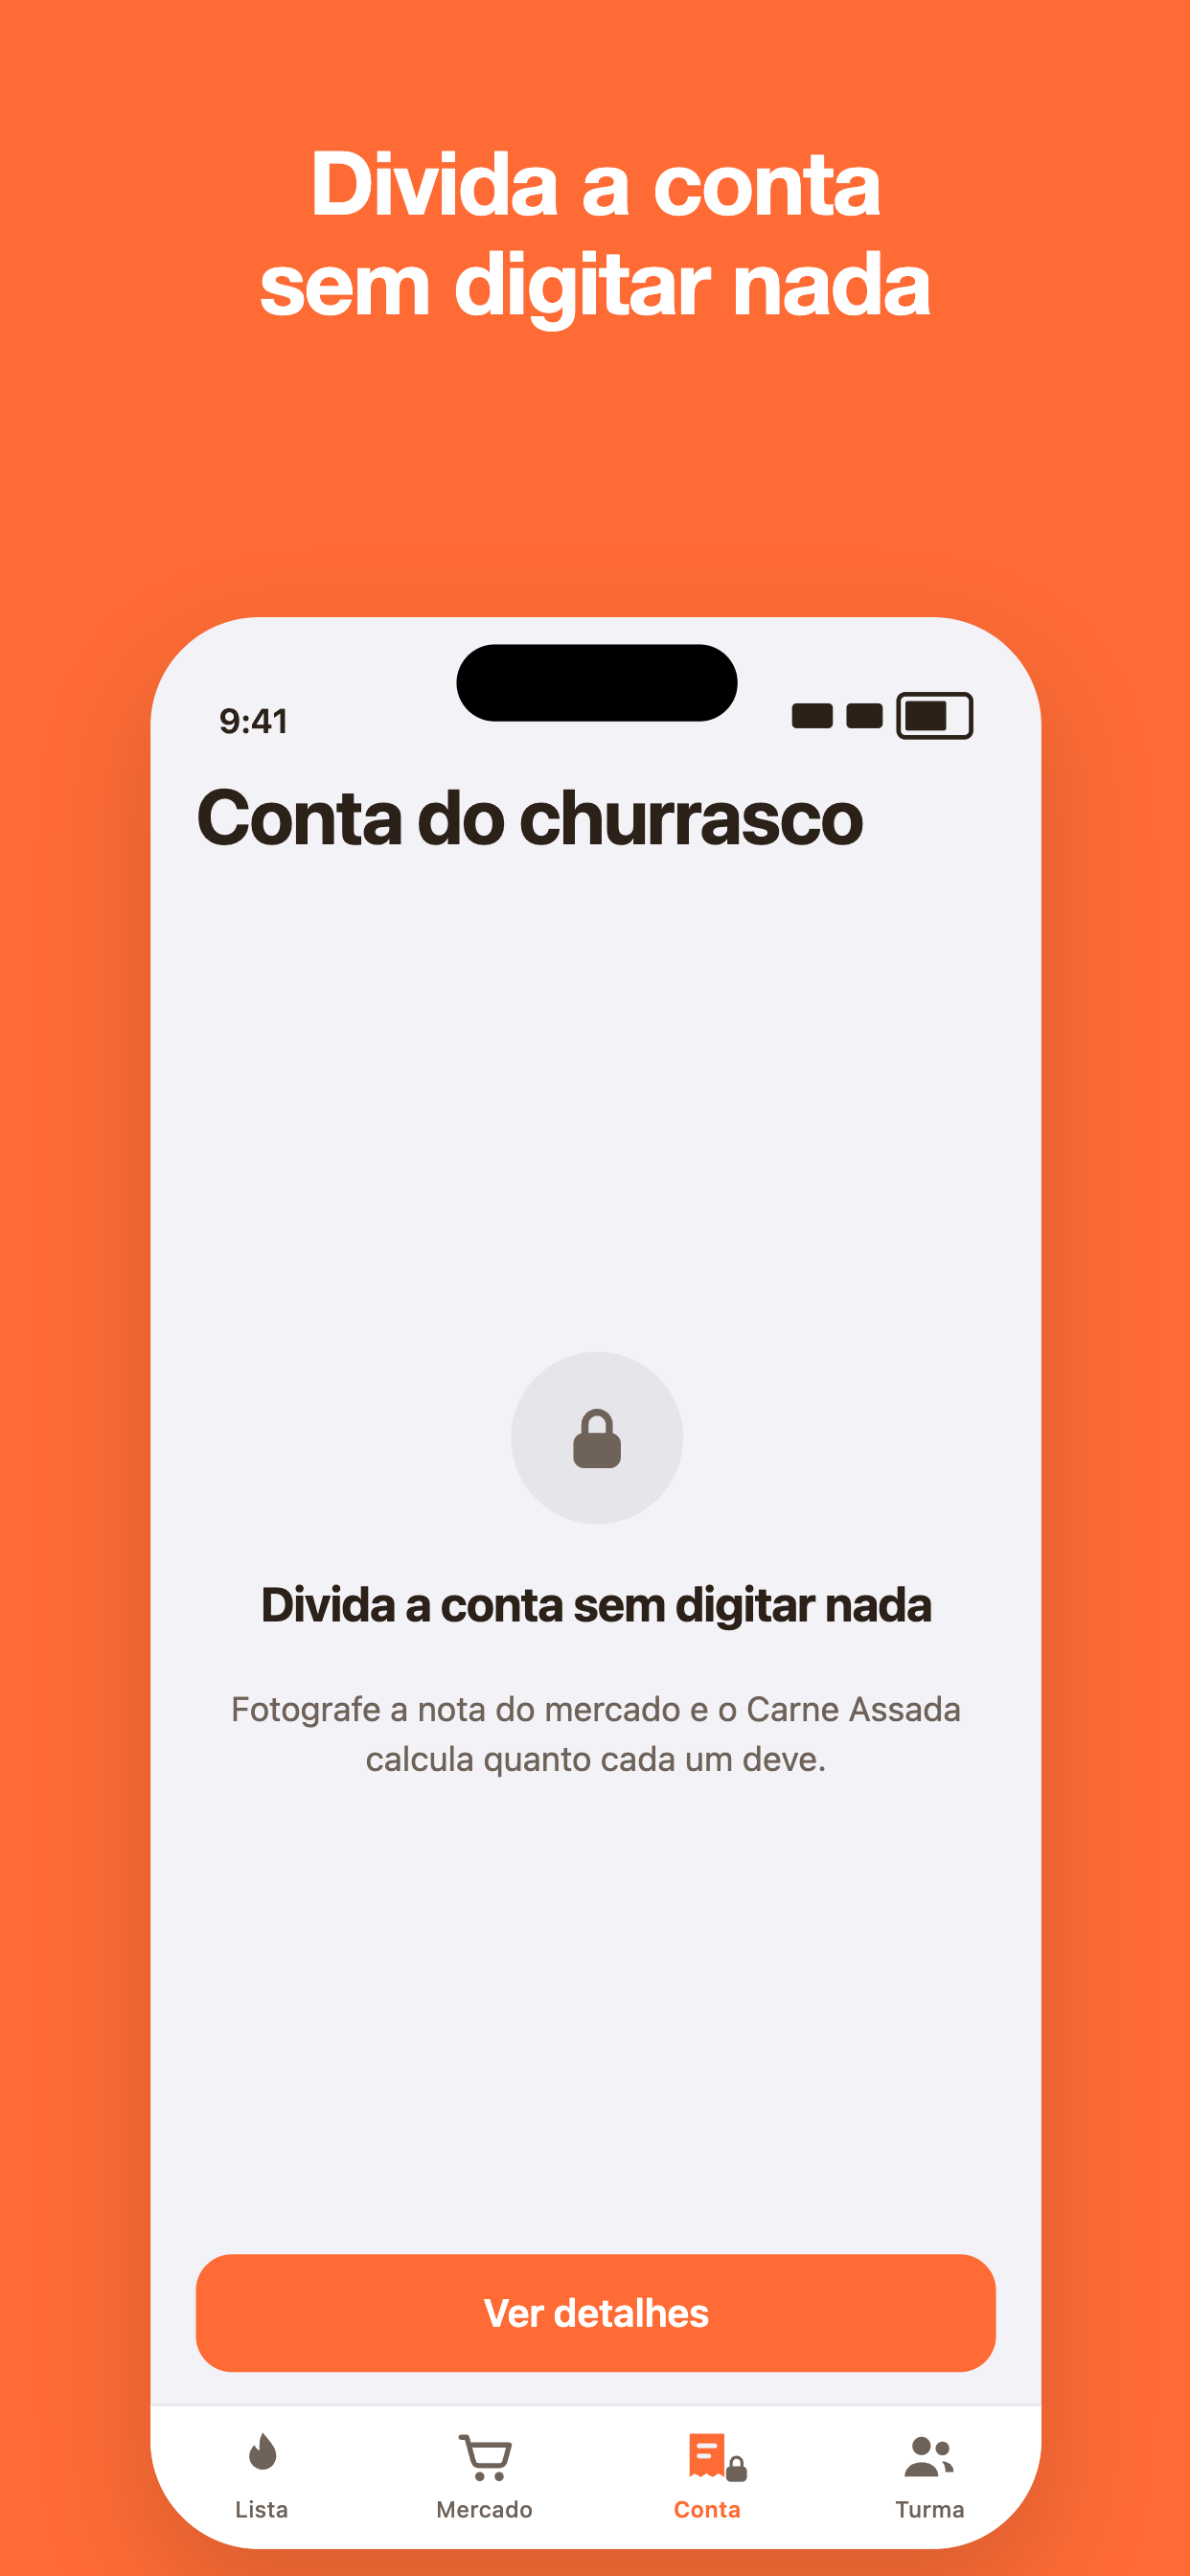 Divida a conta
sem digitar nada
9:41
Conta do churrasco
Divida a conta sem digitar nada
Fotografe a nota do mercado e o Carne Assada
calcula quanto cada um deve.
Ver detalhes
Lista
Mercado
Conta
Turma